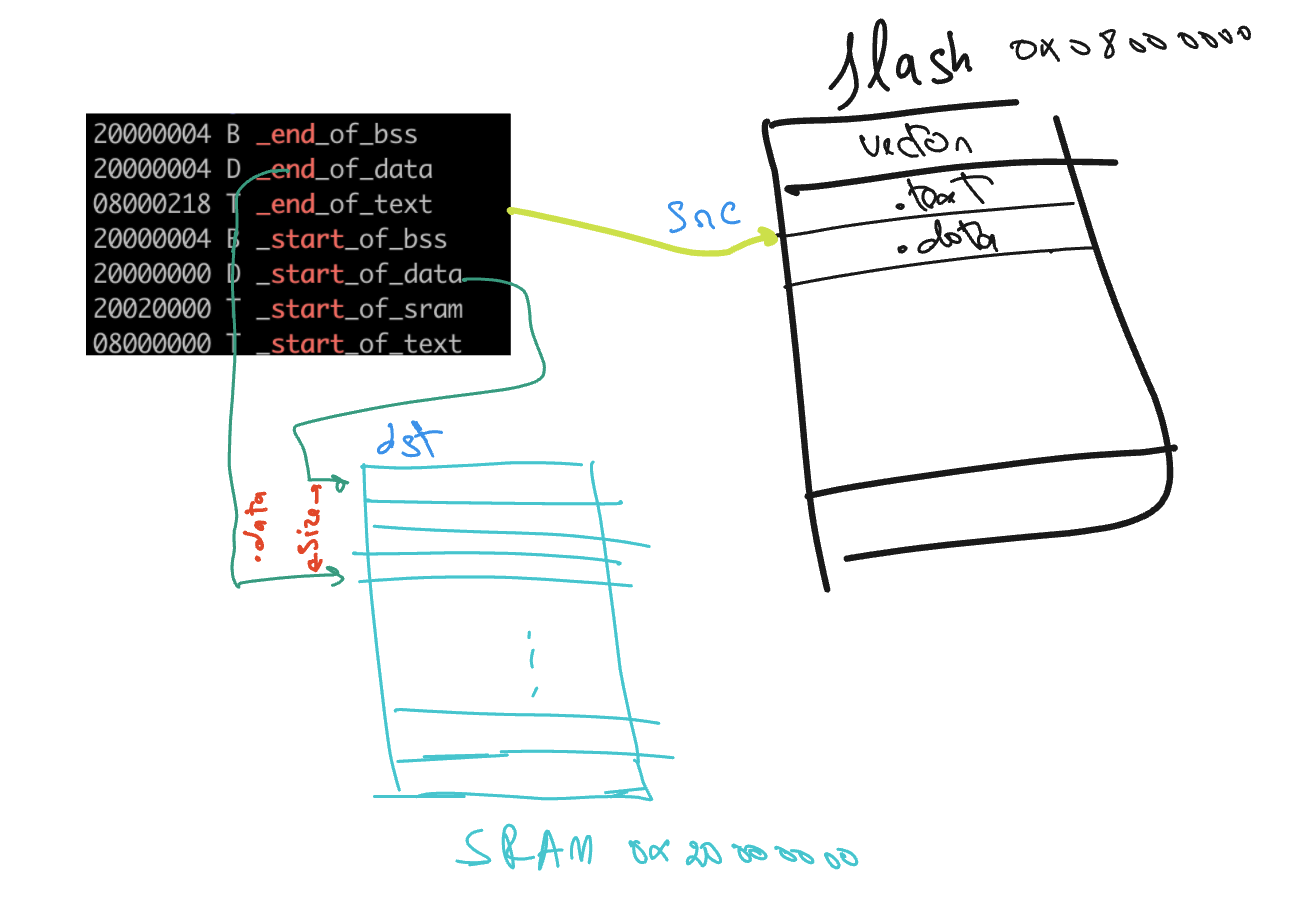 flash 0x08000000
vector
.text
.data
20000004 B _end_of_bss
20000004 D _end_of_data
08000218 T _end_of_text
20000004 B _start_of_bss
20000000 D _start_of_data
20020000 T _start_of_sram
08000000 T _start_of_text
src
dst
.data
size
SRAM 0x20000000